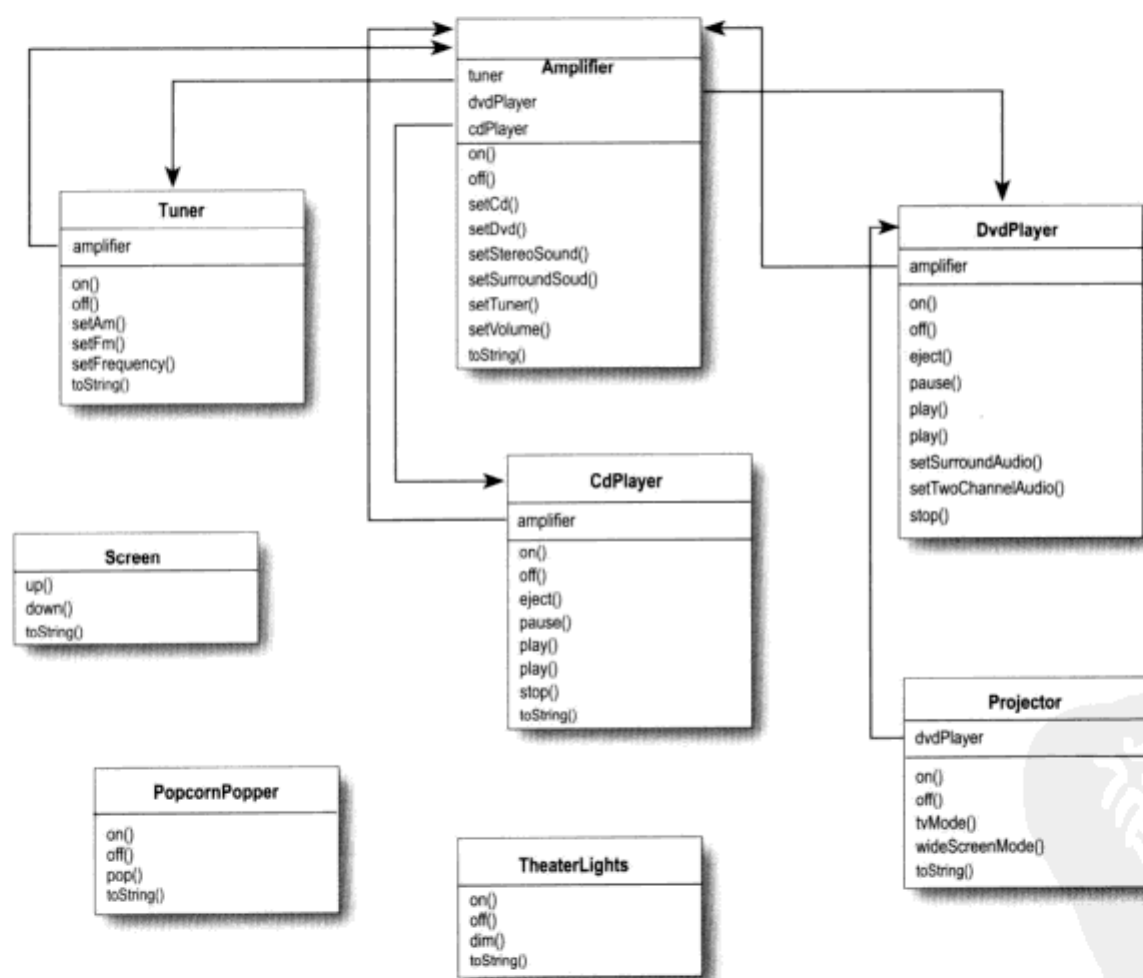 Amplifier
tuner
dvdPlayer
cdPlayer
on()
off()
setCd()
setDvd()
setStereoSound()
setSurroundSoud()
setTuner()
setVolume()
toString()
Tuner
amplifier
on()
off()
setAm()
setFm()
setFrequency()
toString()
DvdPlayer
amplifier
on()
off()
eject()
pause()
play()
play()
setSurroundAudio()
setTwoChannelAudio()
stop()
CdPlayer
amplifier
on()
off()
eject()
pause()
play()
play()
stop()
toString()
Screen
up()
down()
toString()
Projector
dvdPlayer
on()
off()
tvMode()
wideScreenMode()
toString()
PopcornPopper
on()
off()
pop()
toString()
TheaterLights
on()
off()
dim()
toString()